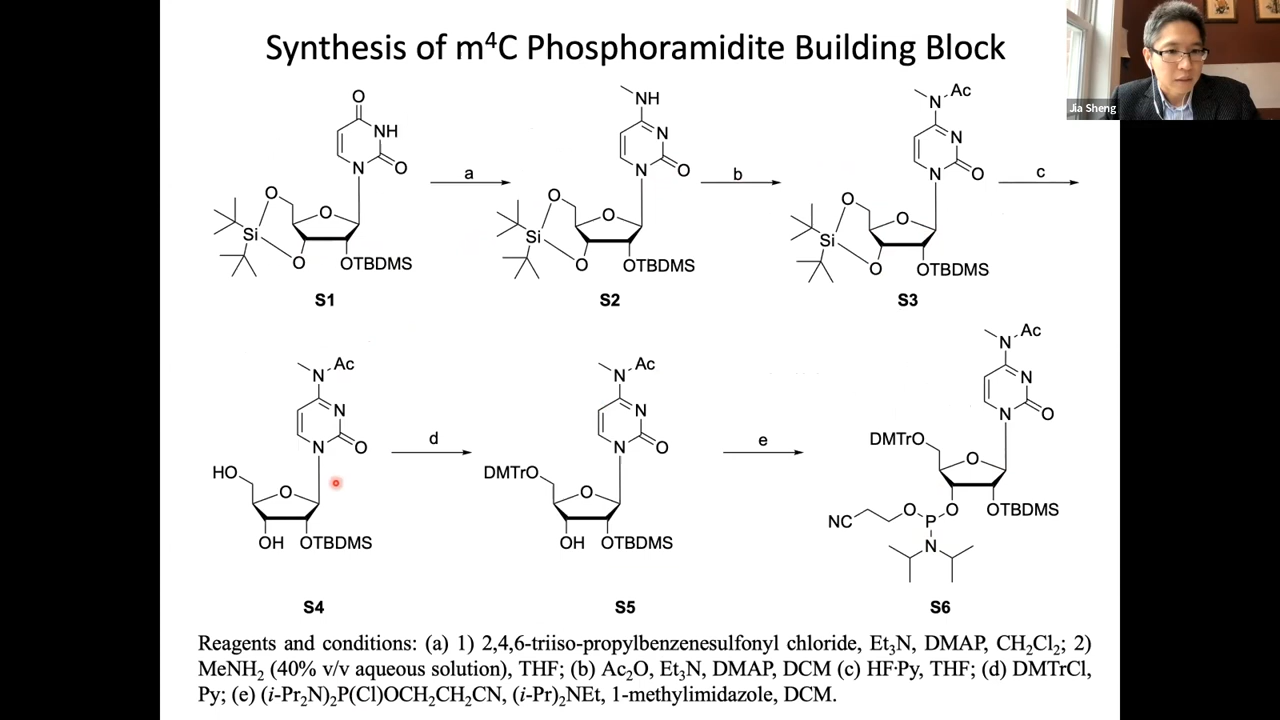 Synthesis of m⁴C Phosphoramidite Building Block
Jia Sheng
O
NH
O
N
O
O
Si
O
OTBDMS
S1
a
NH
N
O
N
O
O
Si
O
OTBDMS
S2
b
N Ac
N
O
N
O
O
Si
O
OTBDMS
S3
c
N Ac
N
O
N
HO
O
OH OTBDMS
S4
d
N Ac
N
O
N
DMTrO
O
OH OTBDMS
S5
e
N Ac
N
O
N
DMTrO
O
O
OTBDMS
NC
O
P
N
S6
Reagents and conditions: (a) 1) 2,4,6-triiso-propylbenzenesulfonyl chloride, Et₃N, DMAP, CH₂Cl₂; 2)
MeNH₂ (40% v/v aqueous solution), THF; (b) Ac₂O, Et₃N, DMAP, DCM (c) HF·Py, THF; (d) DMTrCl,
Py; (e) (i-Pr₂N)₂P(Cl)OCH₂CH₂CN, (i-Pr)₂NEt, 1-methylimidazole, DCM.